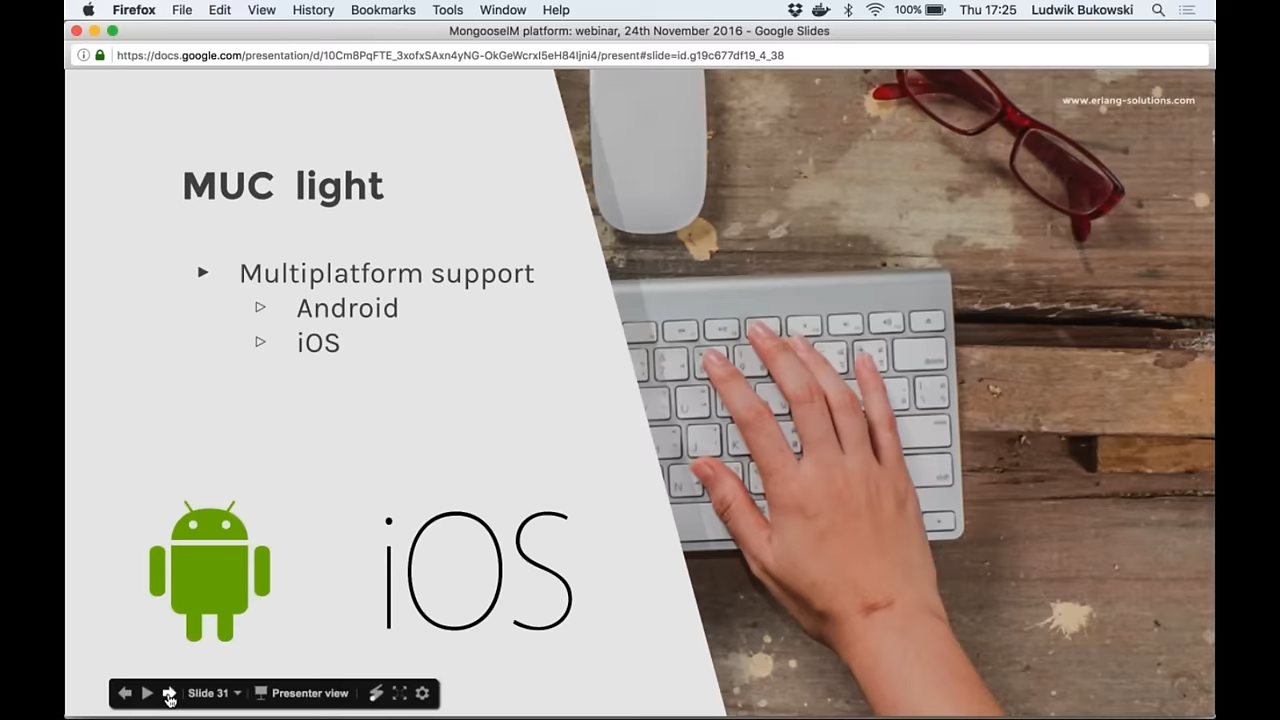 Firefox File Edit View History Bookmarks Tools Window Help 100% Thu 17:25 Ludwik Bukowski
MongooseIM platform: webinar, 24th November 2016 - Google Slides
https://docs.google.com/presentation/d/10Cm8PqFTE_3xofxSAxn4yNG-OkGeWcrxI5eH84Ijni4/present#slide=id.g19c677df19_4_38
www.erlang-solutions.com
MUC light
Multiplatform support
Android
iOS
iOS
Slide 31 Presenter view